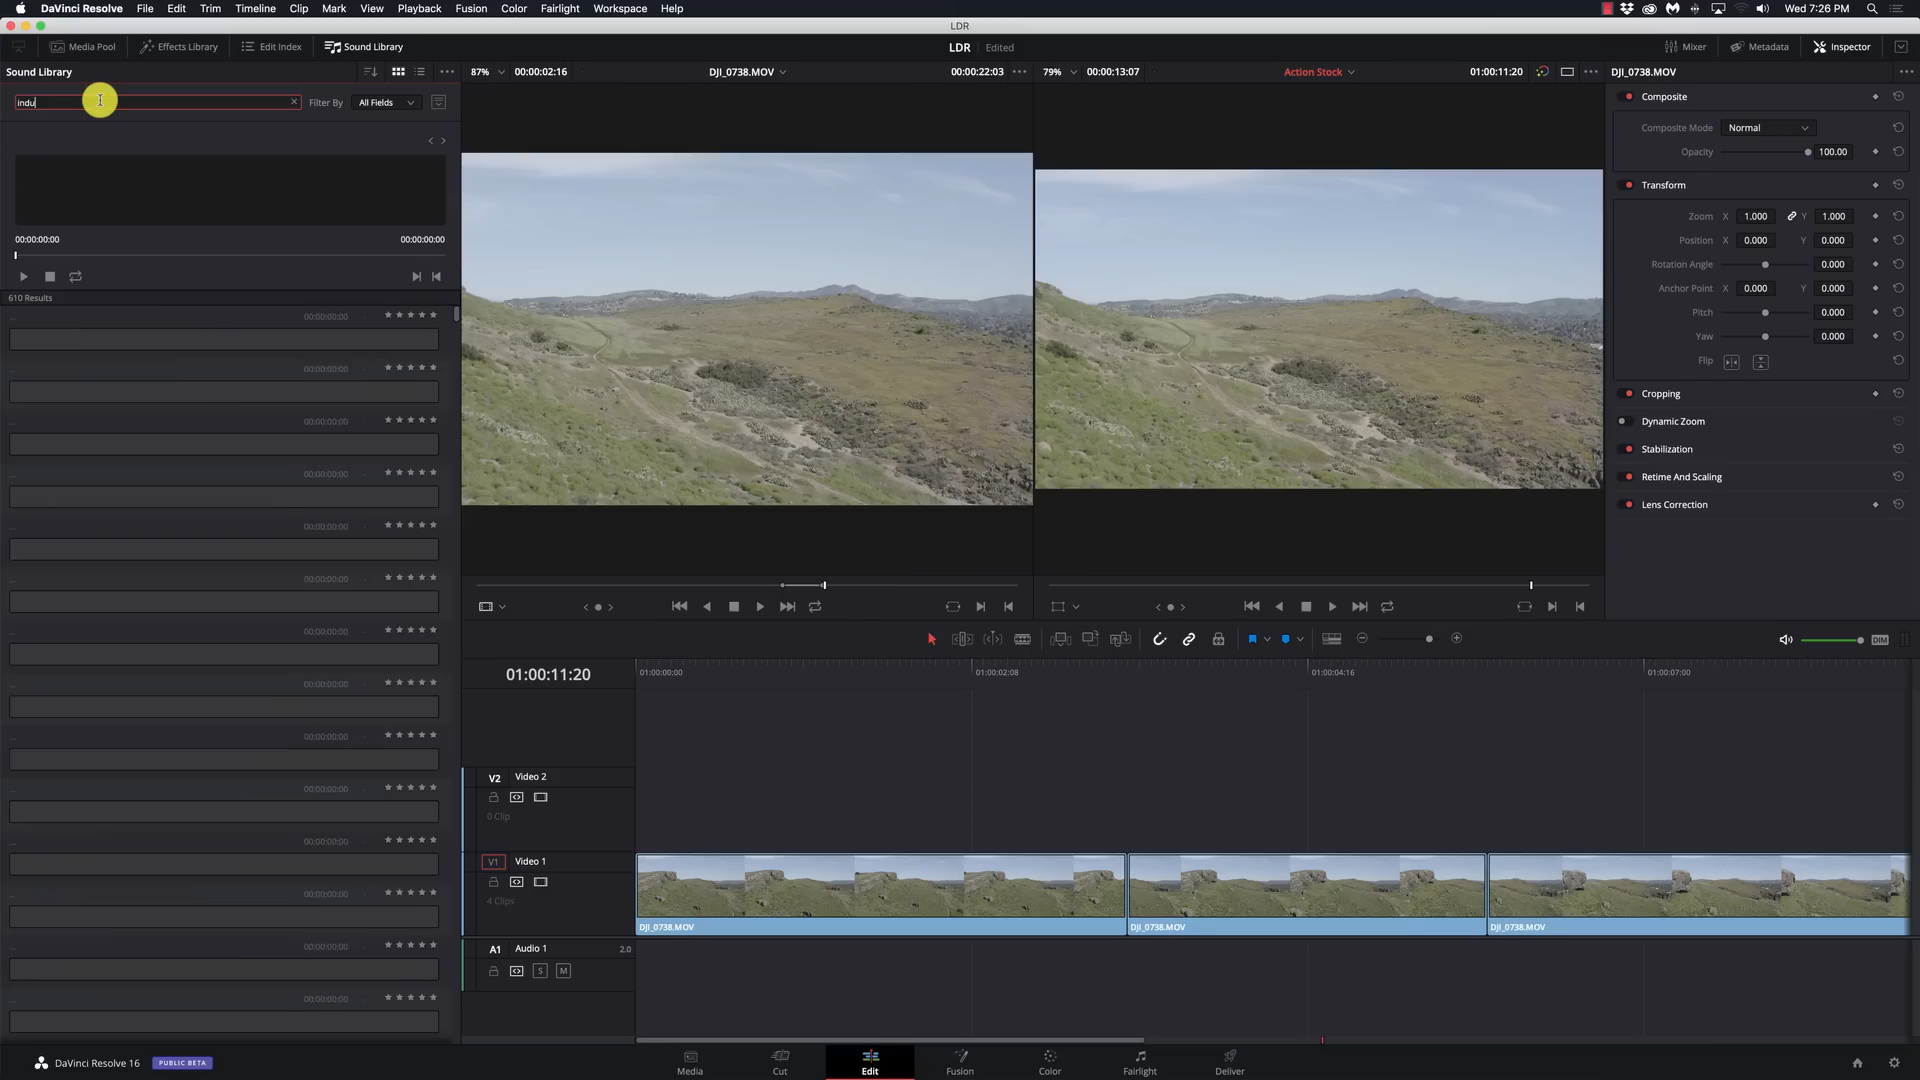 DaVinci Resolve File Edit Trim Timeline Clip Mark View Playback Fusion Color Fairlight Workspace Help
Wed 7:26 PM
LDR
Media Pool Effects Library Edit Index Sound Library
LDR Edited
Mixer Metadata Inspector
Sound Library
87% 00:00:02:16 DJI_0738.MOV 00:00:22:03
79% 00:00:13:07 Action Stock 01:00:11:20
DJI_0738.MOV
indu Filter By All Fields
00:00:00:00 00:00:00:00
610 Results
00:00:00:00
00:00:00:00
00:00:00:00
00:00:00:00
00:00:00:00
00:00:00:00
00:00:00:00
00:00:00:00
00:00:00:00
00:00:00:00
00:00:00:00
00:00:00:00
00:00:00:00
00:00:00:00
Composite
Composite Mode Normal
Opacity 100.00
Transform
Zoom X 1.000 Y 1.000
Position X 0.000 Y 0.000
Rotation Angle 0.000
Anchor Point X 0.000 Y 0.000
Pitch 0.000
Yaw 0.000
Flip
Cropping
Dynamic Zoom
Stabilization
Retime And Scaling
Lens Correction
DIM
01:00:11:20
01:00:00:00 01:00:02:08 01:00:04:16 01:00:07:00
V2 Video 2
0 Clip
V1 Video 1
4 Clips
DJI_0738.MOV DJI_0738.MOV DJI_0738.MOV
A1 Audio 1 2.0
S M
DaVinci Resolve 16 PUBLIC BETA
Media Cut Edit Fusion Color Fairlight Deliver